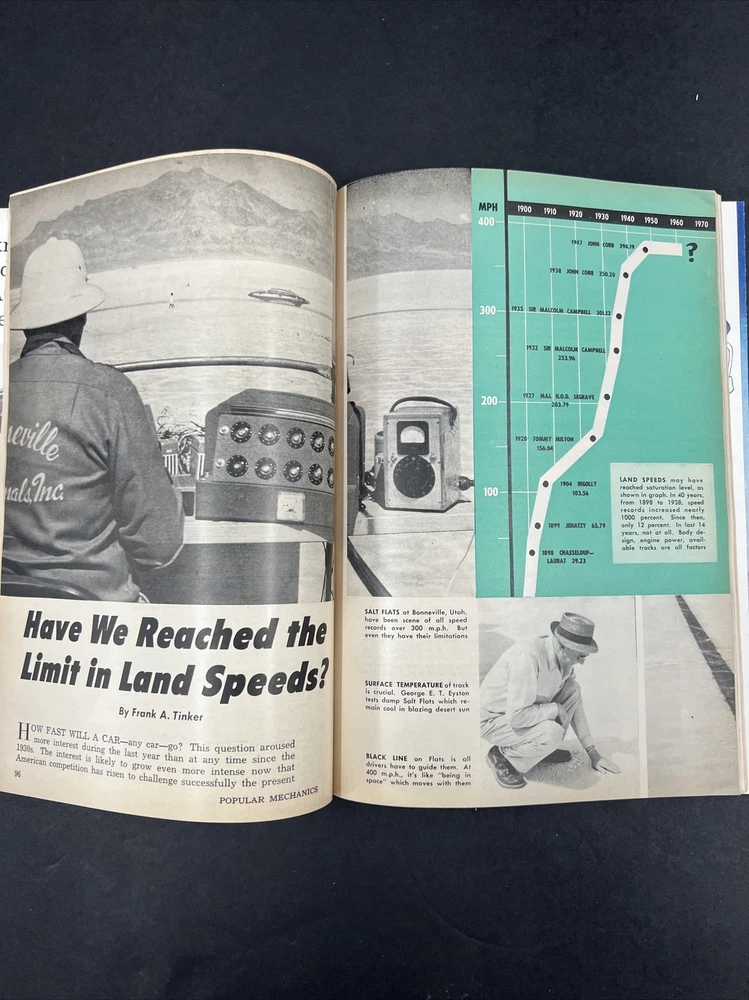 neville
nals, Inc.
Have We Reached the
Limit in Land Speeds?
By Frank A. Tinker
HOW FAST WILL A CAR—any car—go? This question aroused
more interest during the last year than at any time since the
1930s. The interest is likely to grow even more intense now that
American competition has risen to challenge successfully the present
96
POPULAR MECHANICS
MPH
1900 1910 1920 1930 1940 1950 1960 1970
400
300
200
100
1947 JOHN COBB 394.19
?
1938 JOHN COBB 350.20
1935 SIR MALCOLM CAMPBELL 301.12
1932 SIR MALCOLM CAMPBELL
253.96
1927 MAJ. H.O.D. SEGRAVE
203.79
1920 TOMMY MILTON
156.04
1904 RIGOLLY
103.56
1899 JENATZY 65.79
1898 CHASSELOUP-
LAUBAT 39.23
LAND SPEEDS may have
reached saturation level, as
shown in graph. In 40 years,
from 1898 to 1938, speed
records increased nearly
1000 percent. Since then,
only 12 percent. In last 14
years, not at all. Body de-
sign, engine power, avail-
able tracks are all factors
SALT FLATS at Bonneville, Utah,
have been scene of all speed
records over 300 m.p.h. But
even they have their limitations
SURFACE TEMPERATURE of track
is crucial. George E. T. Eyston
tests damp Salt Flats which re-
main cool in blazing desert sun
BLACK LINE on Flats is all
drivers have to guide them. At
400 m.p.h., it's like "being in
space" which moves with them